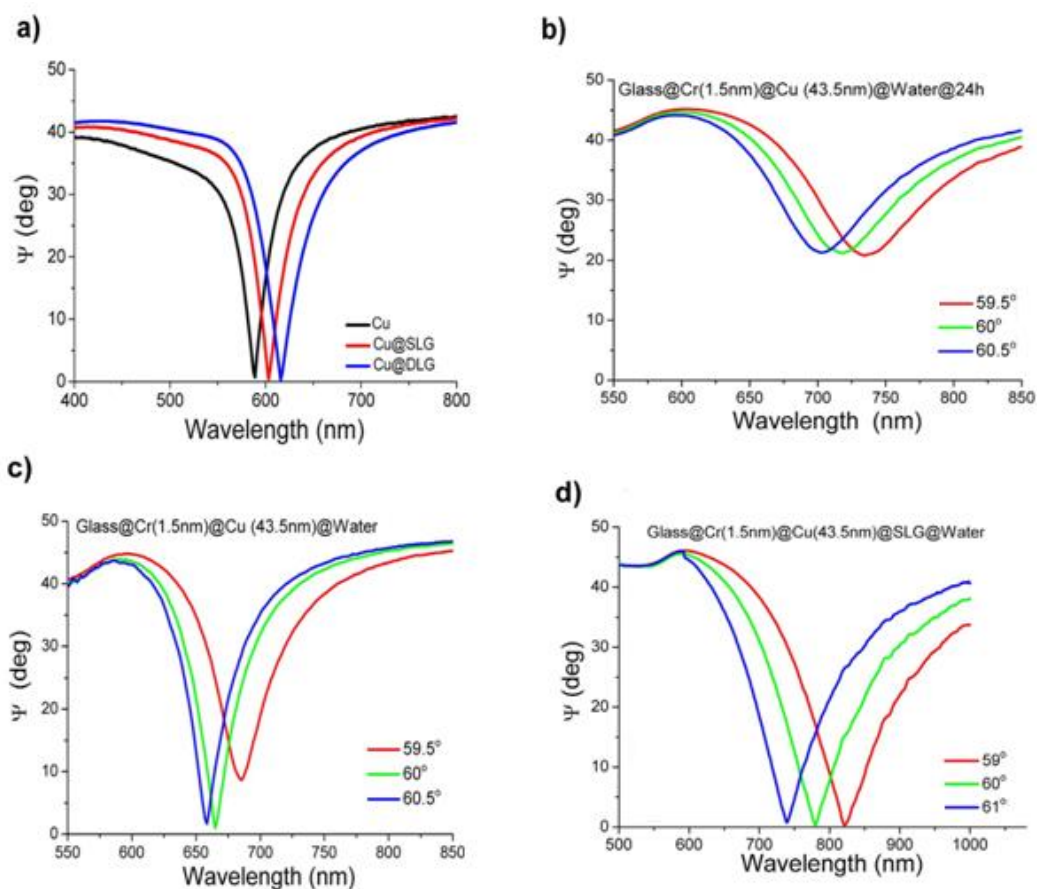 a)
50
40
30
20
10
0
Ψ (deg)
Cu
Cu@SLG
Cu@DLG
400 500 600 700 800
Wavelength (nm)
b)
50
40
30
20
10
0
Ψ (deg)
Glass@Cr(1.5nm)@Cu (43.5nm)@Water@24h
59.5°
60°
60.5°
550 600 650 700 750 800 850
Wavelength (nm)
c)
50
40
30
20
10
0
Ψ (deg)
Glass@Cr(1.5nm)@Cu (43.5nm)@Water
59.5°
60°
60.5°
550 600 650 700 750 800 850
Wavelength (nm)
d)
50
40
30
20
10
0
Ψ (deg)
Glass@Cr(1.5nm)@Cu(43.5nm)@SLG@Water
59°
60°
61°
500 600 700 800 900 1000
Wavelength (nm)